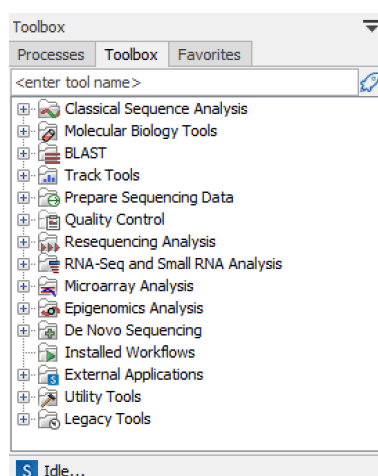 Toolbox
Processes Toolbox Favorites
<enter tool name>
Classical Sequence Analysis
Molecular Biology Tools
BLAST
Track Tools
Prepare Sequencing Data
Quality Control
Resequencing Analysis
RNA-Seq and Small RNA Analysis
Microarray Analysis
Epigenomics Analysis
De Novo Sequencing
Installed Workflows
External Applications
Utility Tools
Legacy Tools
S Idle...